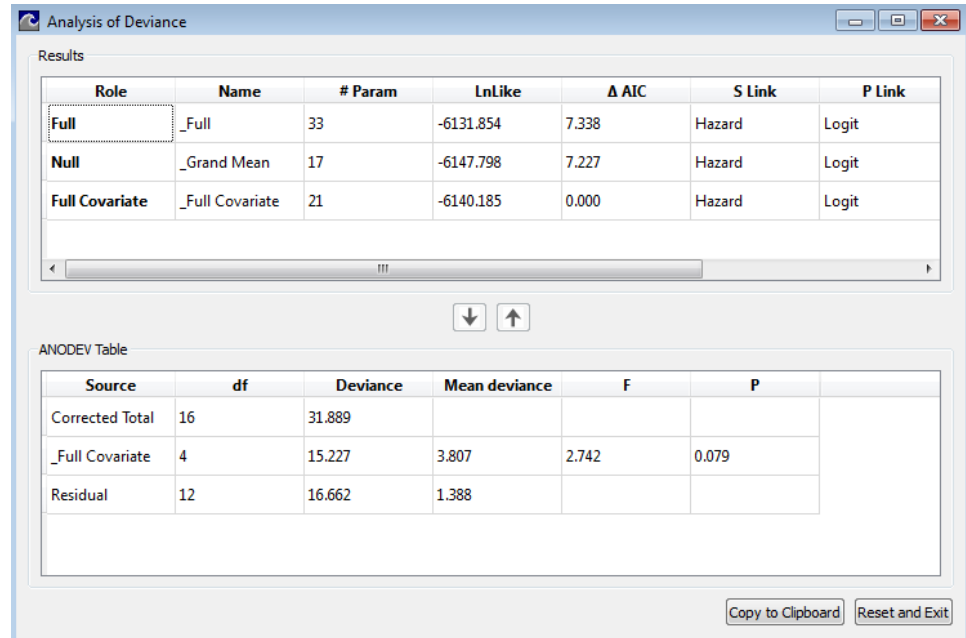 Analysis of Deviance
Results
Role Name # Param LnLike Δ AIC S Link P Link
Full _Full 33 -6131.854 7.338 Hazard Logit
Null _Grand Mean 17 -6147.798 7.227 Hazard Logit
Full Covariate _Full Covariate 21 -6140.185 0.000 Hazard Logit
ANODEV Table
Source df Deviance Mean deviance F P
Corrected Total 16 31.889
_Full Covariate 4 15.227 3.807 2.742 0.079
Residual 12 16.662 1.388
Copy to Clipboard Reset and Exit